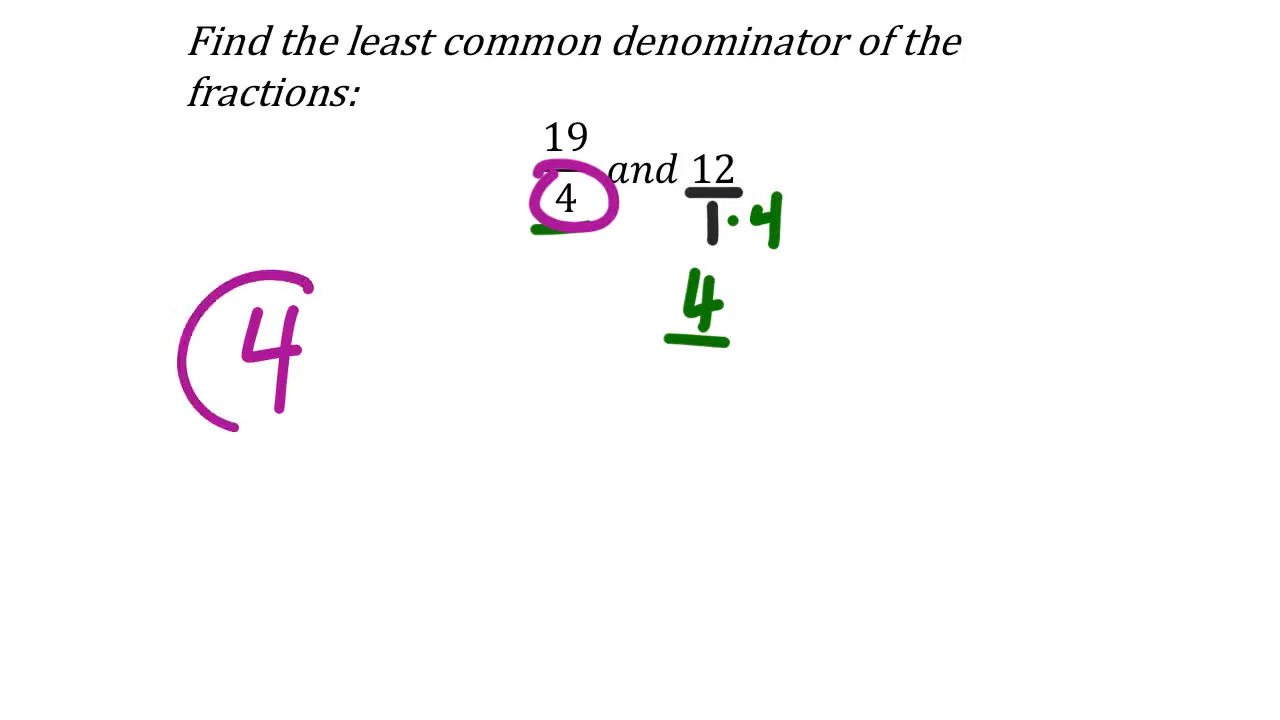 Find the least common denominator of the
fractions:
19
4
and
12
1 · 4
4
4